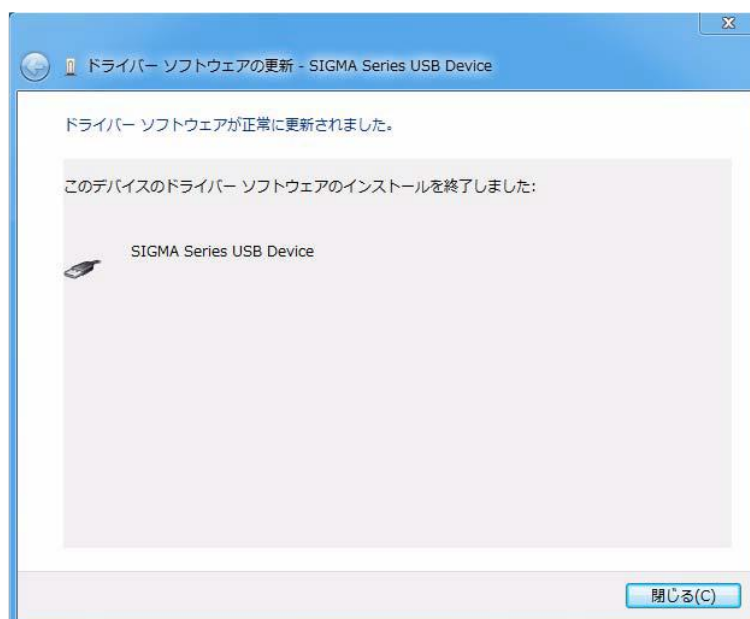 ドライバー ソフトウェアの更新 - SIGMA Series USB Device
ドライバー ソフトウェアが正常に更新されました。
このデバイスのドライバー ソフトウェアのインストールを終了しました:
SIGMA Series USB Device
閉じる(C)